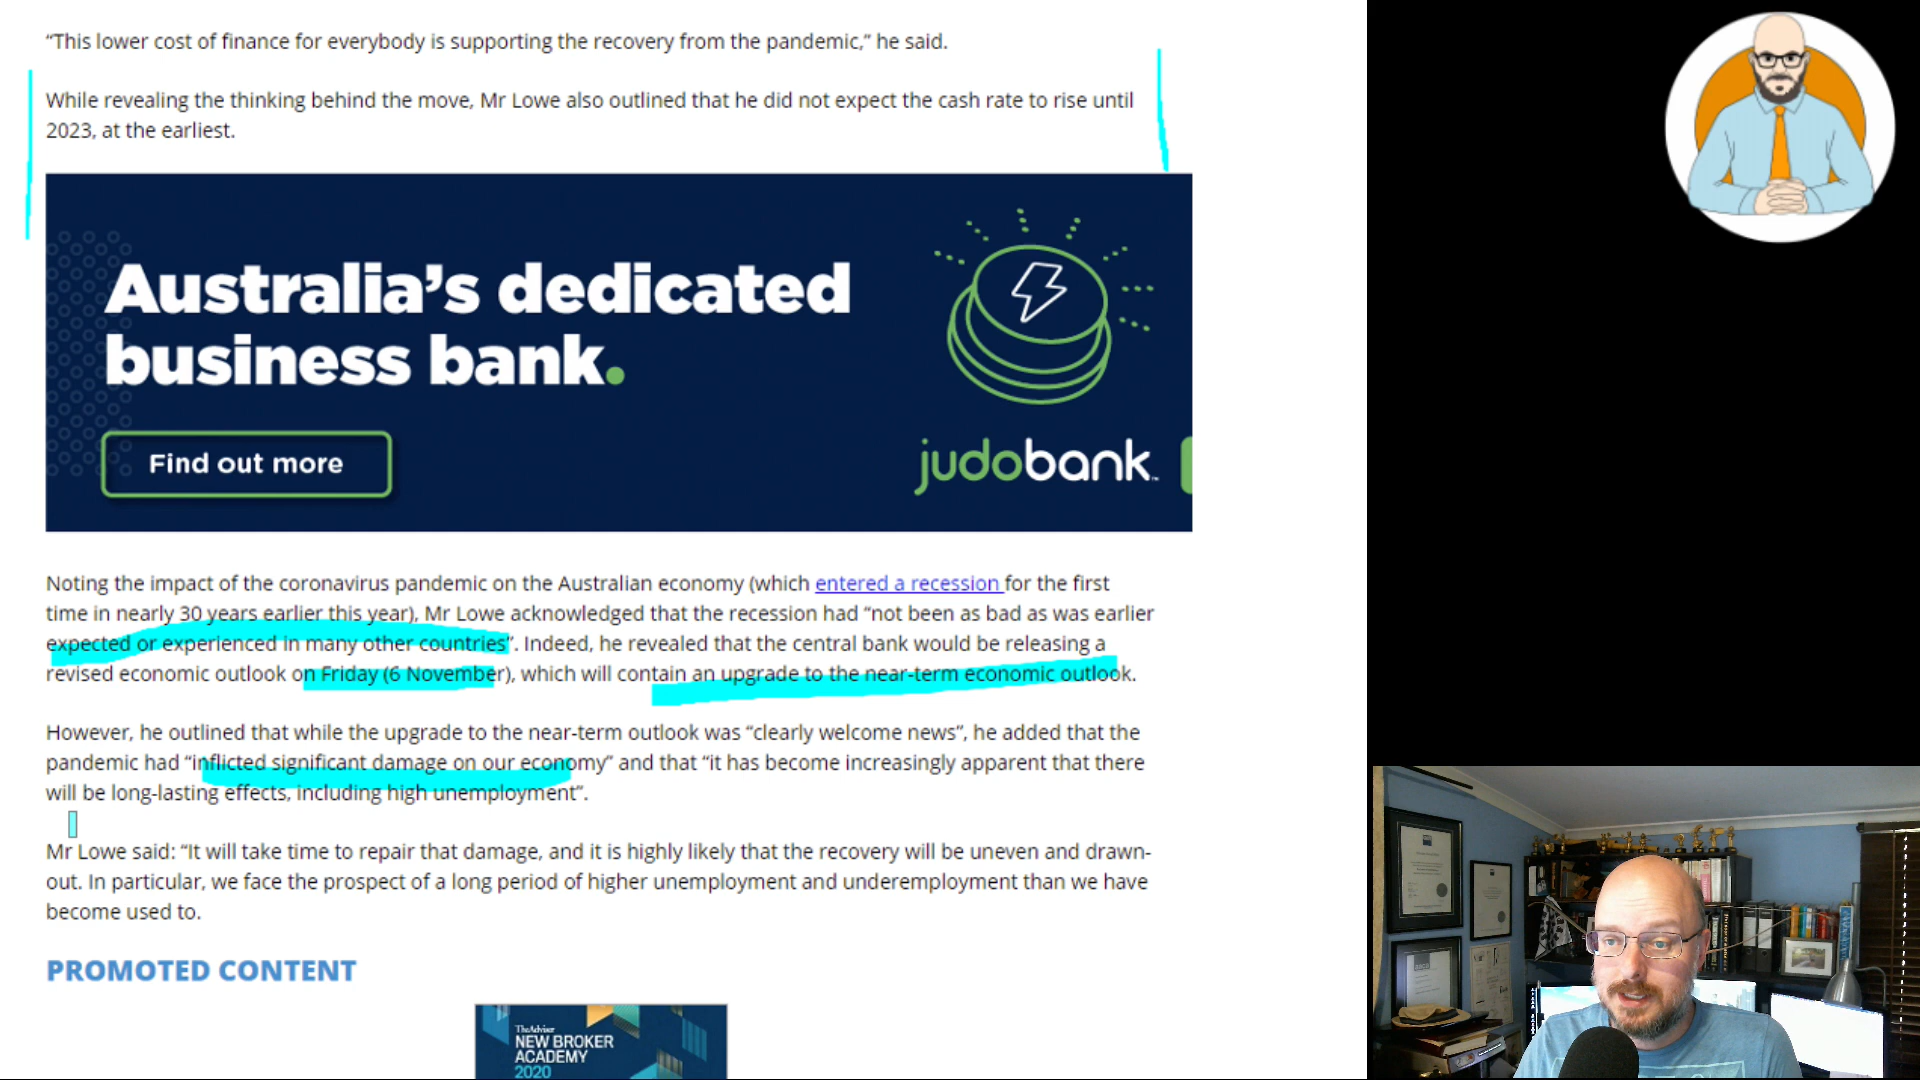 “This lower cost of finance for everybody is supporting the recovery from the pandemic,” he said.
While revealing the thinking behind the move, Mr Lowe also outlined that he did not expect the cash rate to rise until
2023, at the earliest.
Australia’s dedicated
business bank.
Find out more
judobank™
Noting the impact of the coronavirus pandemic on the Australian economy (which entered a recession for the first
time in nearly 30 years earlier this year), Mr Lowe acknowledged that the recession had “not been as bad as was earlier
expected or experienced in many other countries”. Indeed, he revealed that the central bank would be releasing a
revised economic outlook on Friday (6 November), which will contain an upgrade to the near-term economic outlook.
However, he outlined that while the upgrade to the near-term outlook was “clearly welcome news”, he added that the
pandemic had “inflicted significant damage on our economy” and that “it has become increasingly apparent that there
will be long-lasting effects, including high unemployment”.
Mr Lowe said: “It will take time to repair that damage, and it is highly likely that the recovery will be uneven and drawn-
out. In particular, we face the prospect of a long period of higher unemployment and underemployment than we have
become used to.
PROMOTED CONTENT
TheAdviser
NEW BROKER
ACADEMY
2020